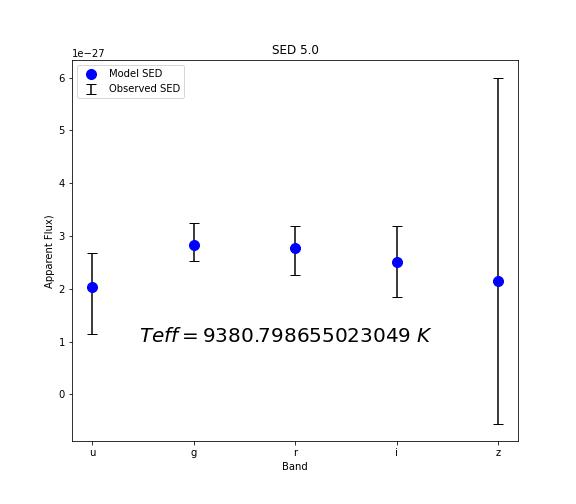 SED 5.0
1e−27
Model SED
Observed SED
6
5
4
3
2
1
0
Apparent Flux)
Teff = 9380.798655023049 K
u g r i z
Band